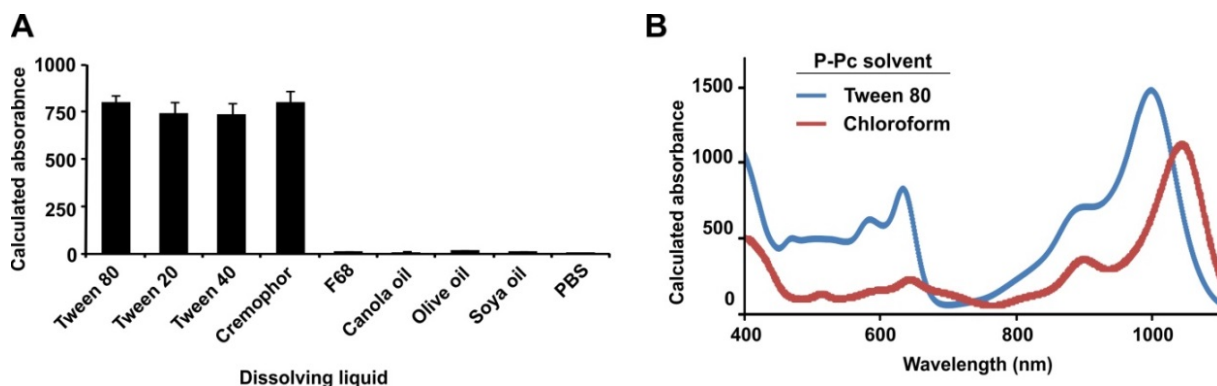 A
Calculated absorabnce
1000
750
500
250
0
Tween 80
Tween 20
Tween 40
Cremophor
F68
Canola oil
Olive oil
Soya oil
PBS
Dissolving liquid
B
Calculated absorbance
1500
1000
500
0
P-Pc solvent
Tween 80
Chloroform
400
600
800
1000
Wavelength (nm)